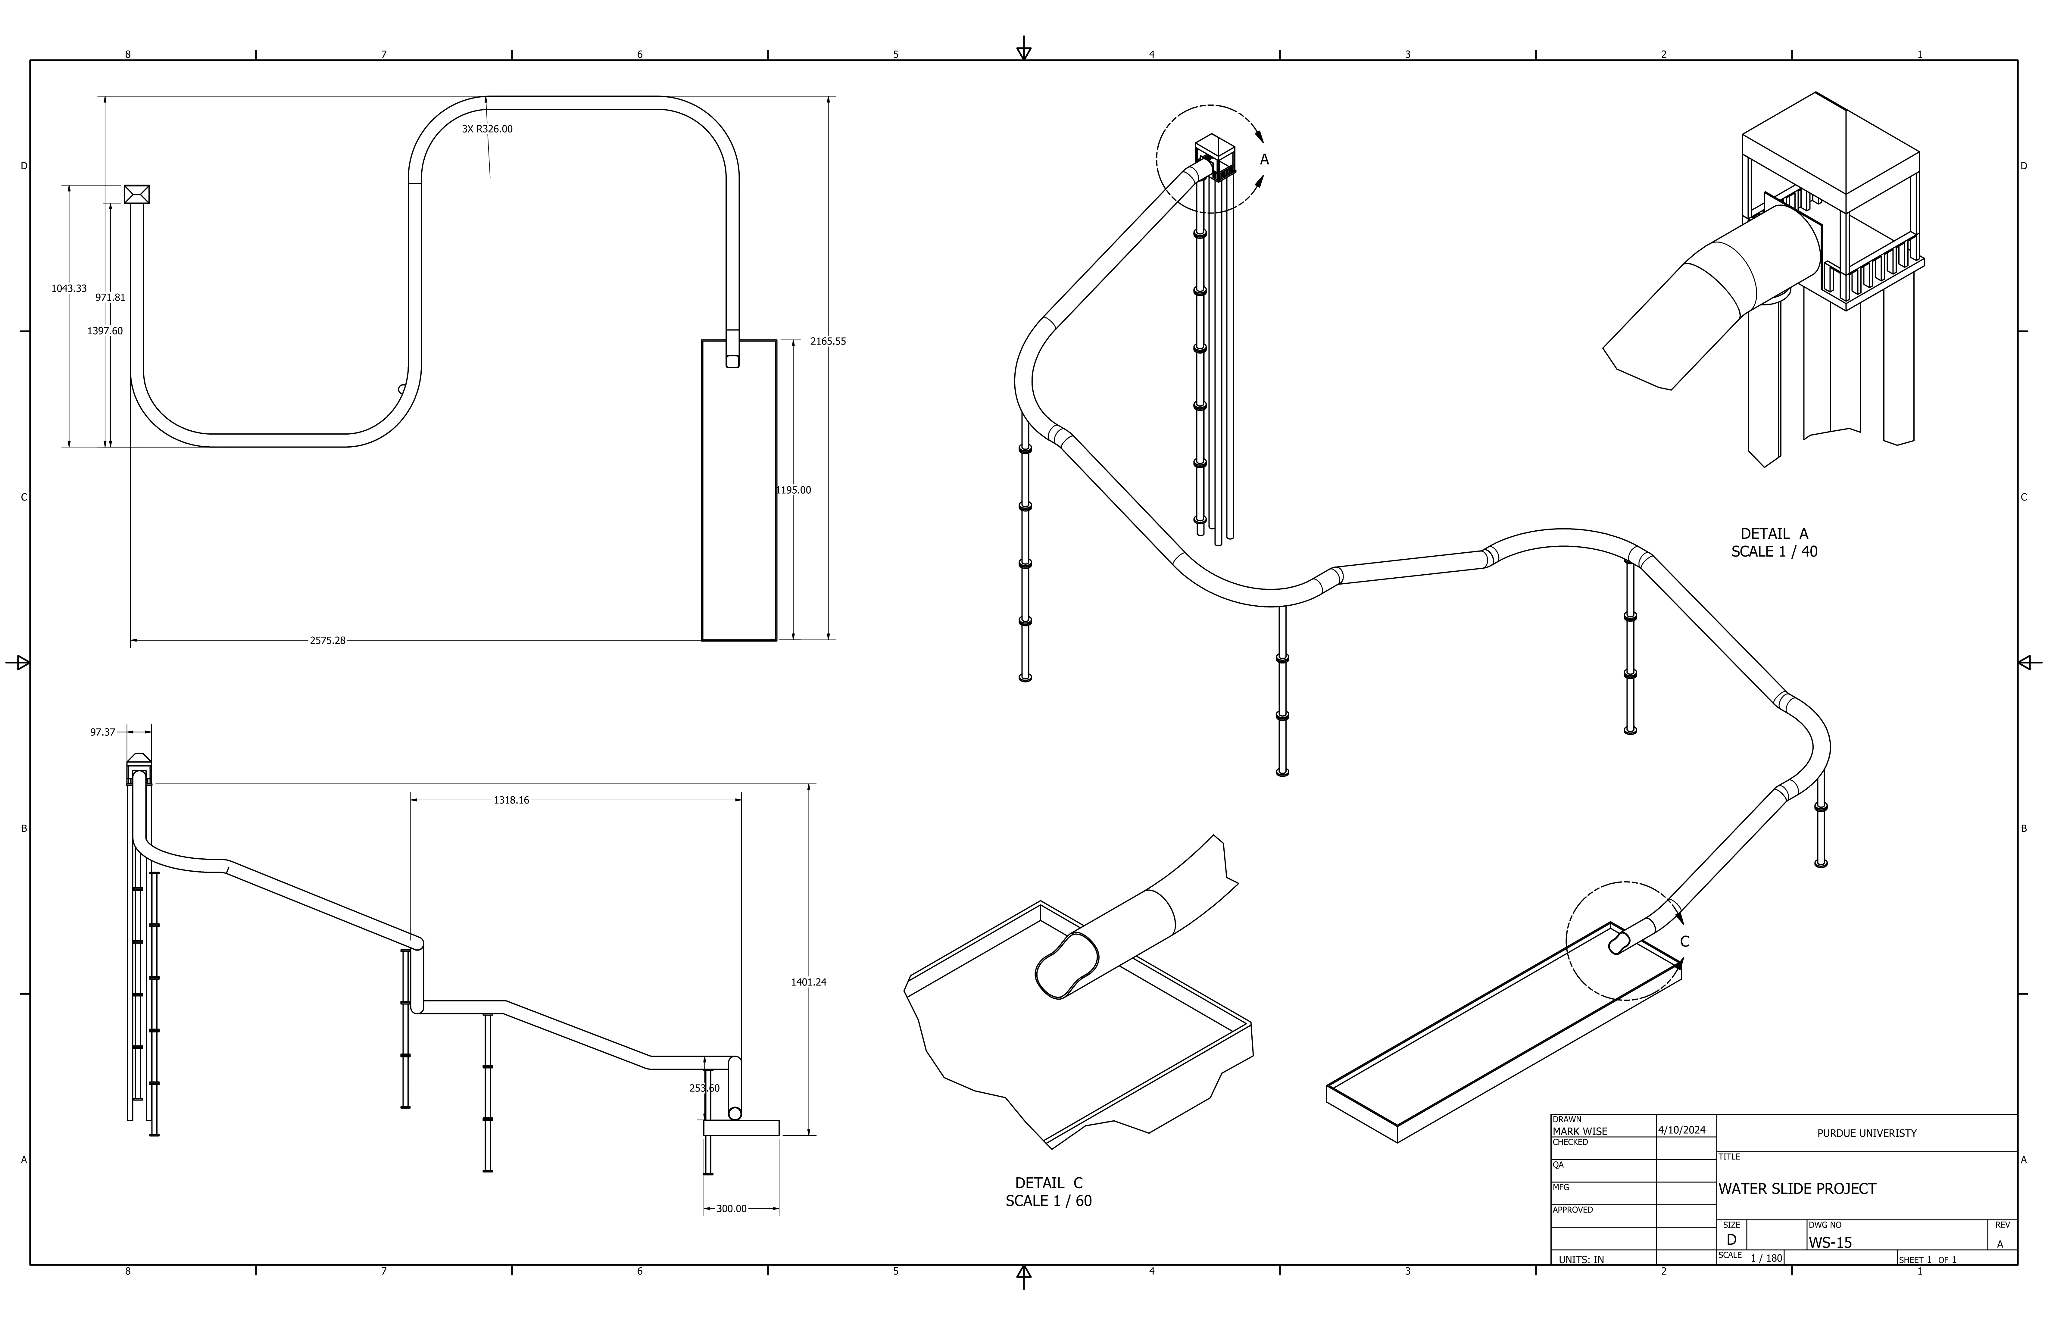 8 7 6 5 4 3 2 1
D
C
B
A
D
C
B
A
3X R326.00
1043.33
971.81
1397.60
2165.55
1195.00
2575.28
A
DETAIL A
SCALE 1 / 40
97.37
1318.16
1401.24
253.60
300.00
C
DETAIL C
SCALE 1 / 60
DRAWN
MARK WISE
4/10/2024
CHECKED
QA
MFG
APPROVED
UNITS: IN
PURDUE UNIVERISTY
TITLE
WATER SLIDE PROJECT
SIZE
D
DWG NO
WS-15
REV
A
SCALE 1 / 180
SHEET 1 OF 1
8 7 6 5 4 3 2 1